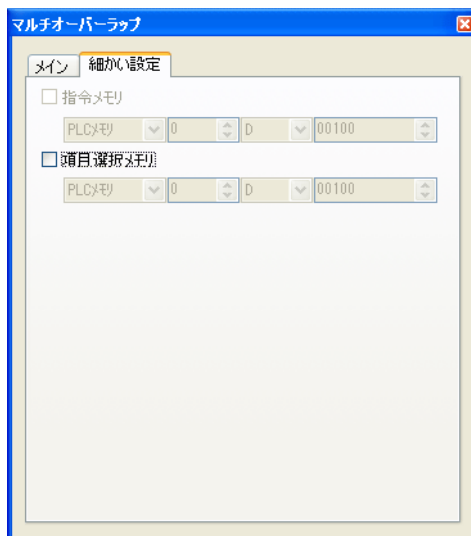 マルチオーバーラップ
メイン 細かい設定
指令メモリ
PLCメモリ 0 D 00100
項目選択メモリ
PLCメモリ 0 D 00100